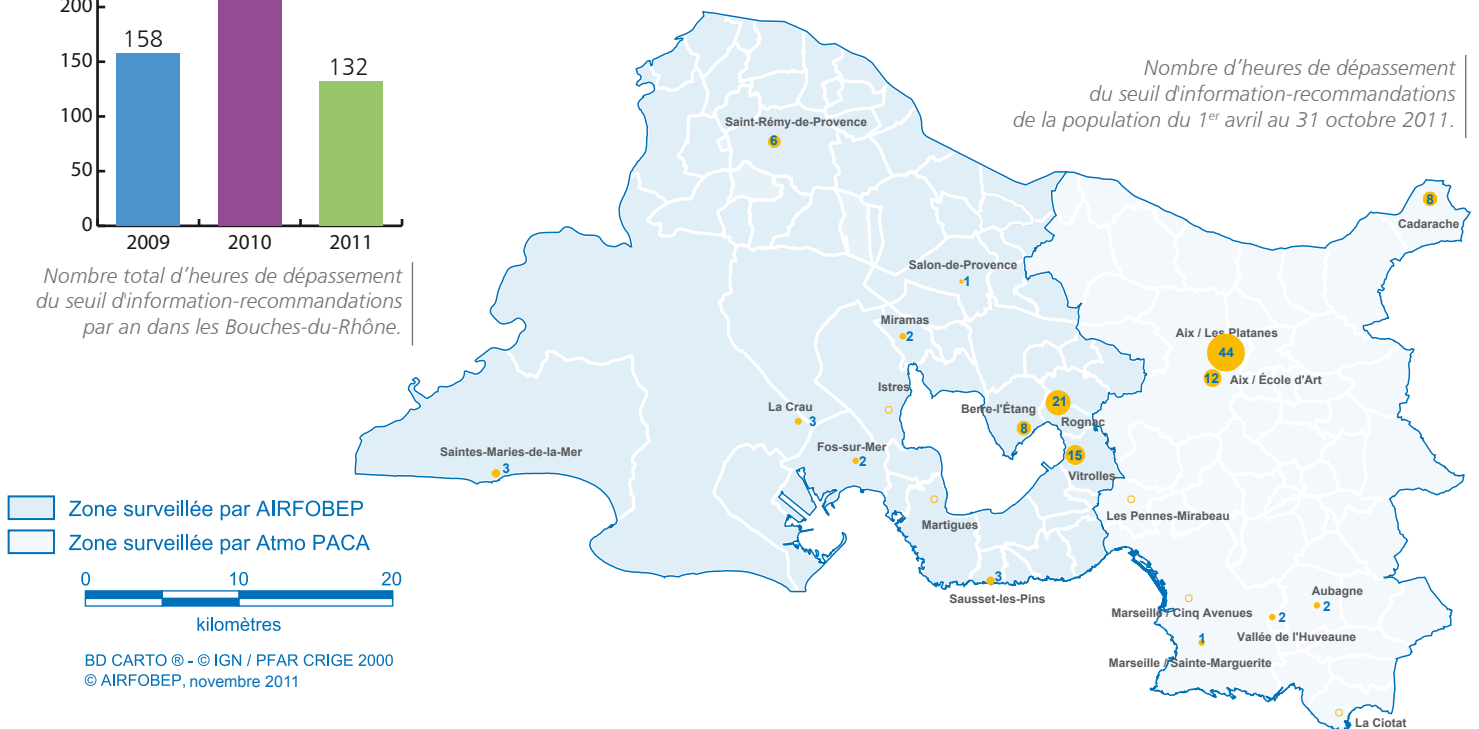 200
158
150
132
100
50
0
2009
2010
2011
Nombre total d'heures de dépassement
du seuil d'information-recommandations
par an dans les Bouches-du-Rhône.
Nombre d'heures de dépassement
du seuil d'information-recommandations
de la population du 1er avril au 31 octobre 2011.
Saint-Rémy-de-Provence
6
8
Cadarache
Salon-de-Provence
1
Miramas
2
Aix / Les Platanes
44
12 Aix / École d'Art
Istres
La Crau
3
Berre-l'Étang
8
21
Rognac
Fos-sur-Mer
2
15
Vitrolles
Saintes-Maries-de-la-Mer
3
Martigues
Les Pennes-Mirabeau
3
Sausset-les-Pins
Marseille / Cinq Avenues
Aubagne
2
2
Vallée de l'Huveaune
1
Marseille / Sainte-Marguerite
La Ciotat
Zone surveillée par AIRFOBEP
Zone surveillée par Atmo PACA
0 10 20
kilomètres
BD CARTO ® - © IGN / PFAR CRIGE 2000
© AIRFOBEP, novembre 2011